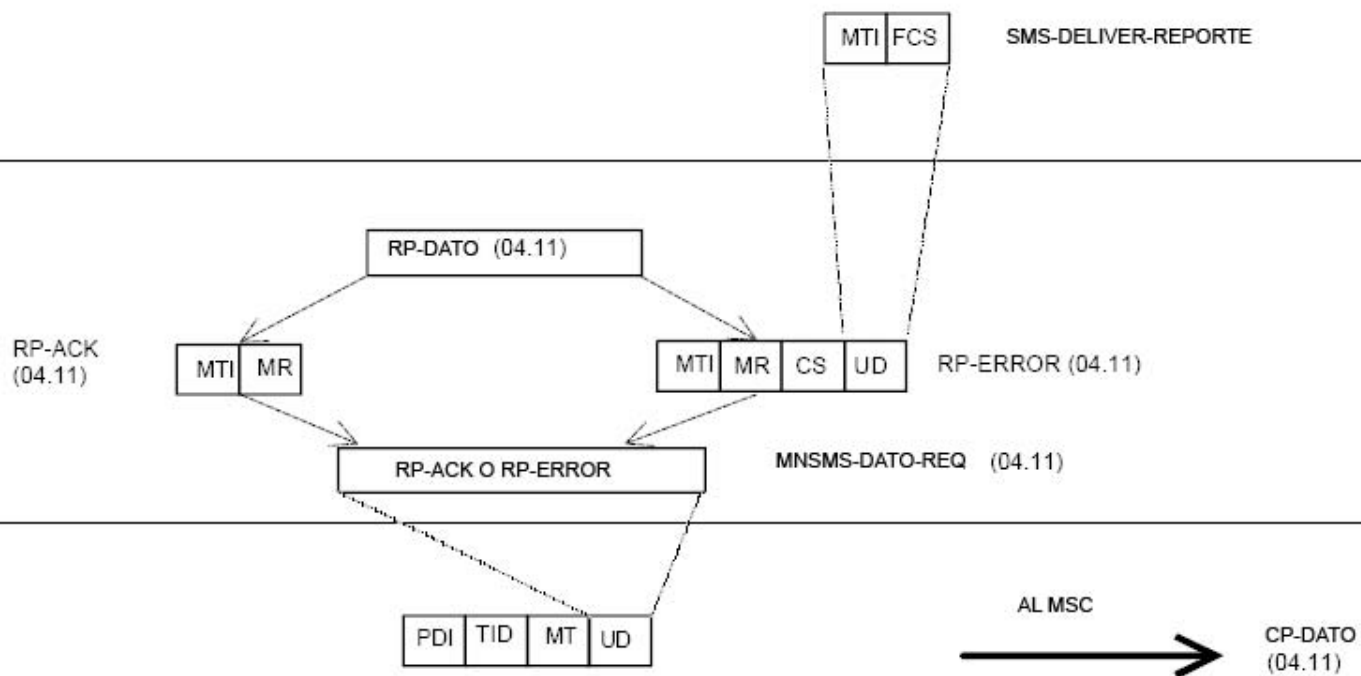 MTI FCS SMS-DELIVER-REPORTE
RP-DATO (04.11)
RP-ACK
(04.11)
MTI MR
MTI MR CS UD
RP-ERROR (04.11)
RP-ACK O RP-ERROR
MNSMS-DATO-REQ (04.11)
PDI TID MT UD
AL MSC
CP-DATO
(04.11)